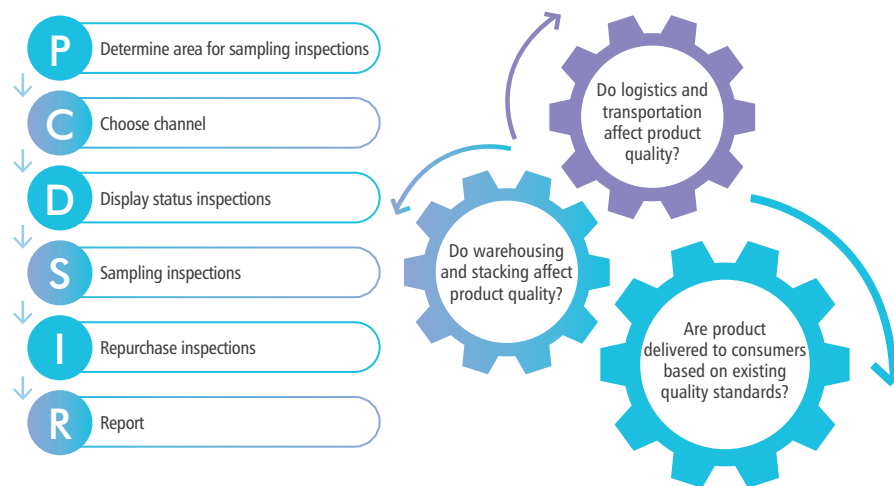 P
Determine area for sampling inspections
C
Choose channel
D
Display status inspections
S
Sampling inspections
I
Repurchase inspections
R
Report
Do logistics and
transportation
affect product
quality?
Do warehousing
and stacking affect
product quality?
Are product
delivered to consumers
based on existing
quality standards?